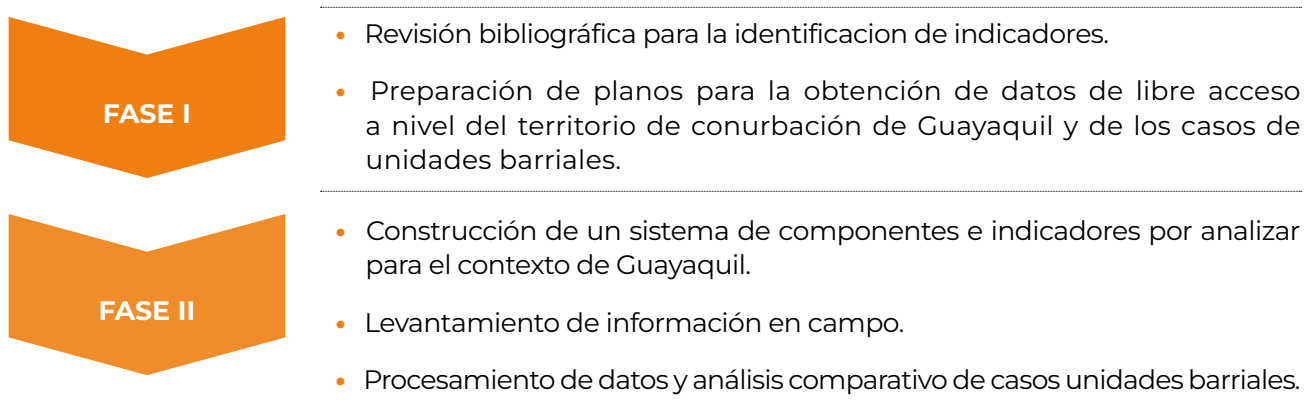 FASE I
• Revisión bibliográfica para la identificacion de indicadores.
• Preparación de planos para la obtención de datos de libre acceso
a nivel del territorio de conurbación de Guayaquil y de los casos de
unidades barriales.
FASE II
• Construcción de un sistema de componentes e indicadores por analizar
para el contexto de Guayaquil.
• Levantamiento de información en campo.
• Procesamiento de datos y análisis comparativo de casos unidades barriales.